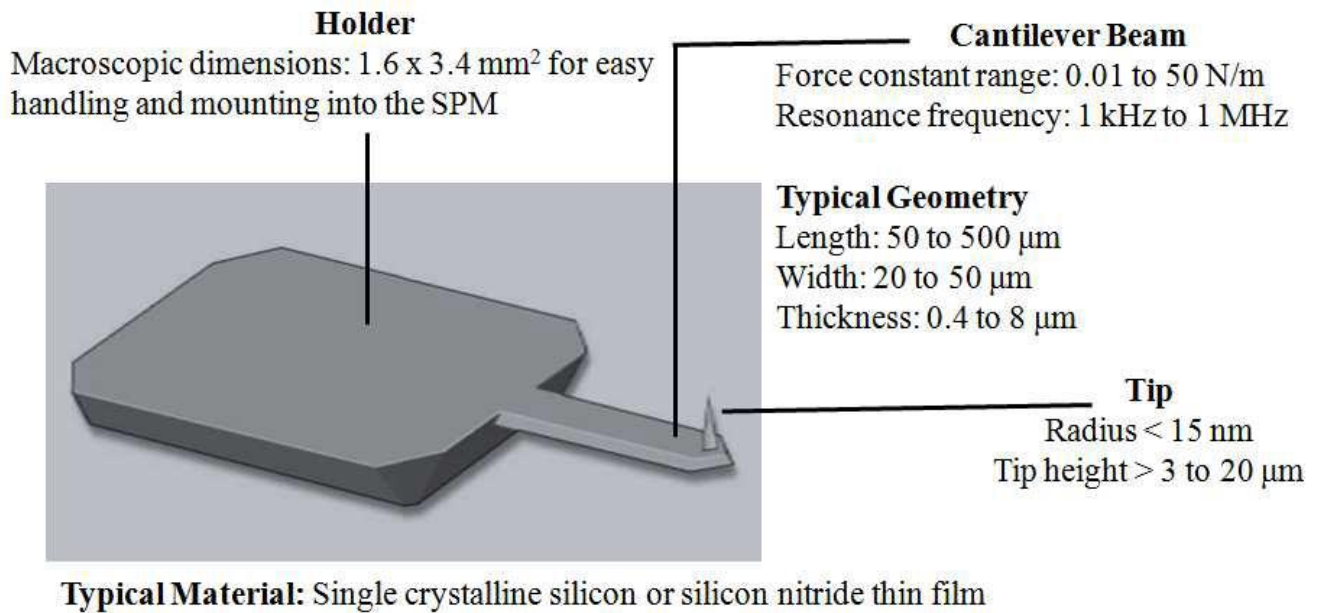 Holder
Macroscopic dimensions: 1.6 x 3.4 mm² for easy
handling and mounting into the SPM
Cantilever Beam
Force constant range: 0.01 to 50 N/m
Resonance frequency: 1 kHz to 1 MHz
Typical Geometry
Length: 50 to 500 μm
Width: 20 to 50 μm
Thickness: 0.4 to 8 μm
Tip
Radius < 15 nm
Tip height > 3 to 20 μm
Typical Material: Single crystalline silicon or silicon nitride thin film